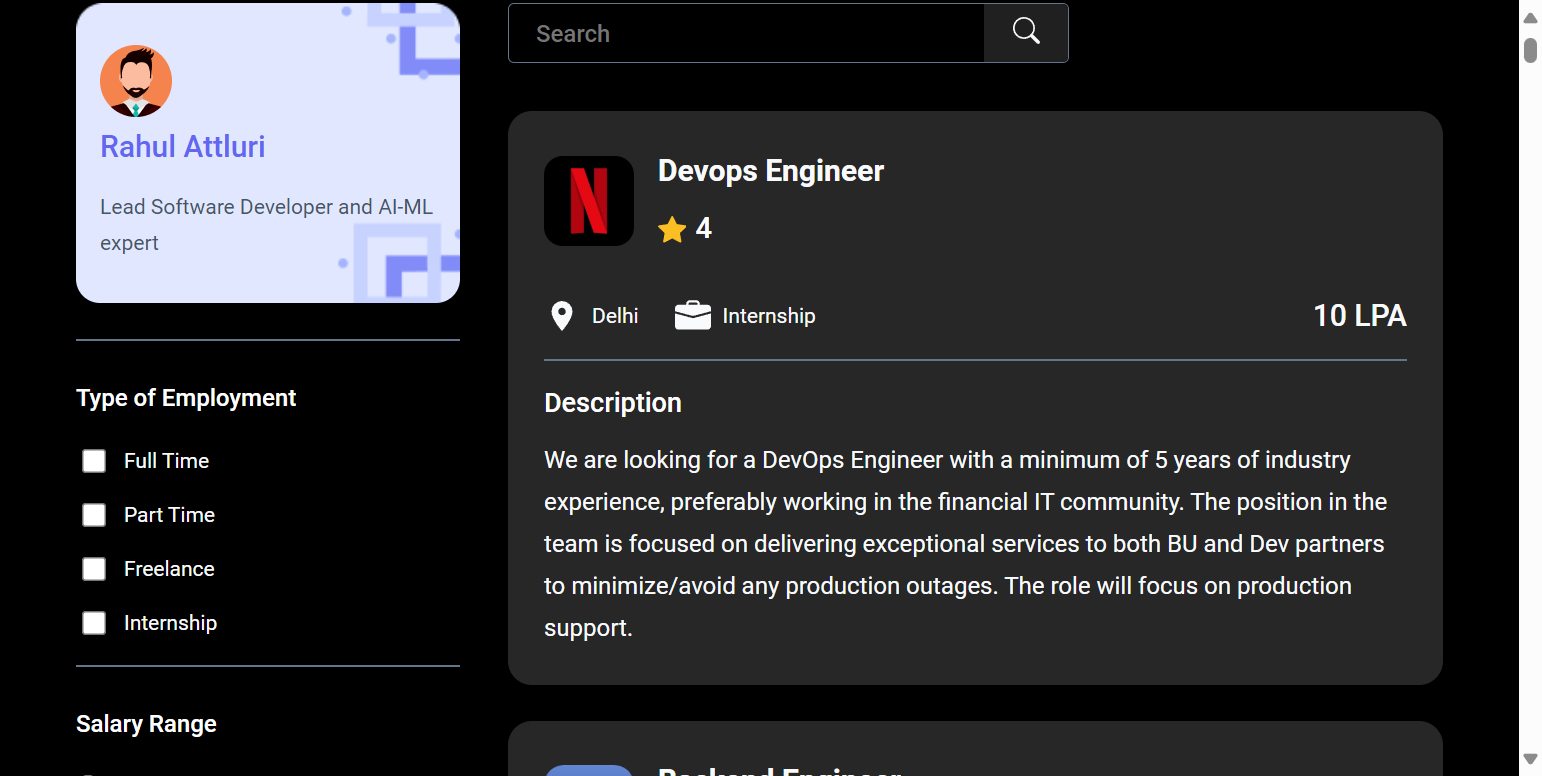 Rahul Attluri
Lead Software Developer and AI-ML
expert
Type of Employment
Full Time
Part Time
Freelance
Internship
Salary Range
Search
N
Devops Engineer
4
Delhi
Internship
10 LPA
Description
We are looking for a DevOps Engineer with a minimum of 5 years of industry
experience, preferably working in the financial IT community. The position in the
team is focused on delivering exceptional services to both BU and Dev partners
to minimize/avoid any production outages. The role will focus on production
support.
Backend Engineer